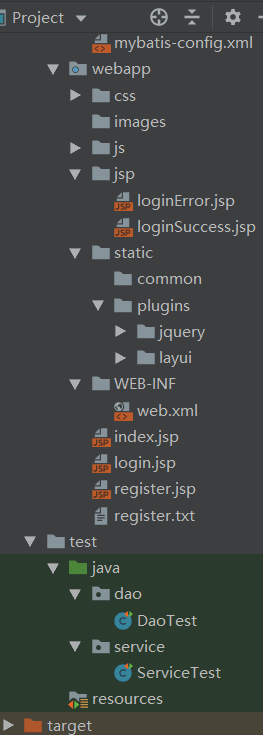 Project
mybatis-config.xml
webapp
css
images
js
jsp
loginError.jsp
loginSuccess.jsp
static
common
plugins
jquery
layui
WEB-INF
web.xml
index.jsp
login.jsp
register.jsp
register.txt
test
java
dao
DaoTest
service
ServiceTest
resources
target